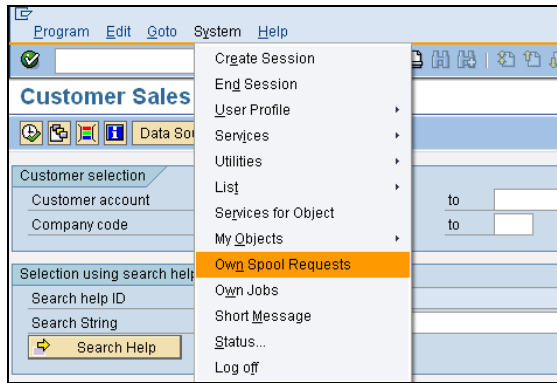 Program Edit Goto System Help
Create Session
End Session
Customer Sales
User Profile
Data Sou
Services
Utilities
Customer selection
List
Customer account
to
Services for Object
Company code
to
My Objects
Selection using search help
Own Spool Requests
Search help ID
Own Jobs
Search String
Short Message
Search Help
Status...
Log off